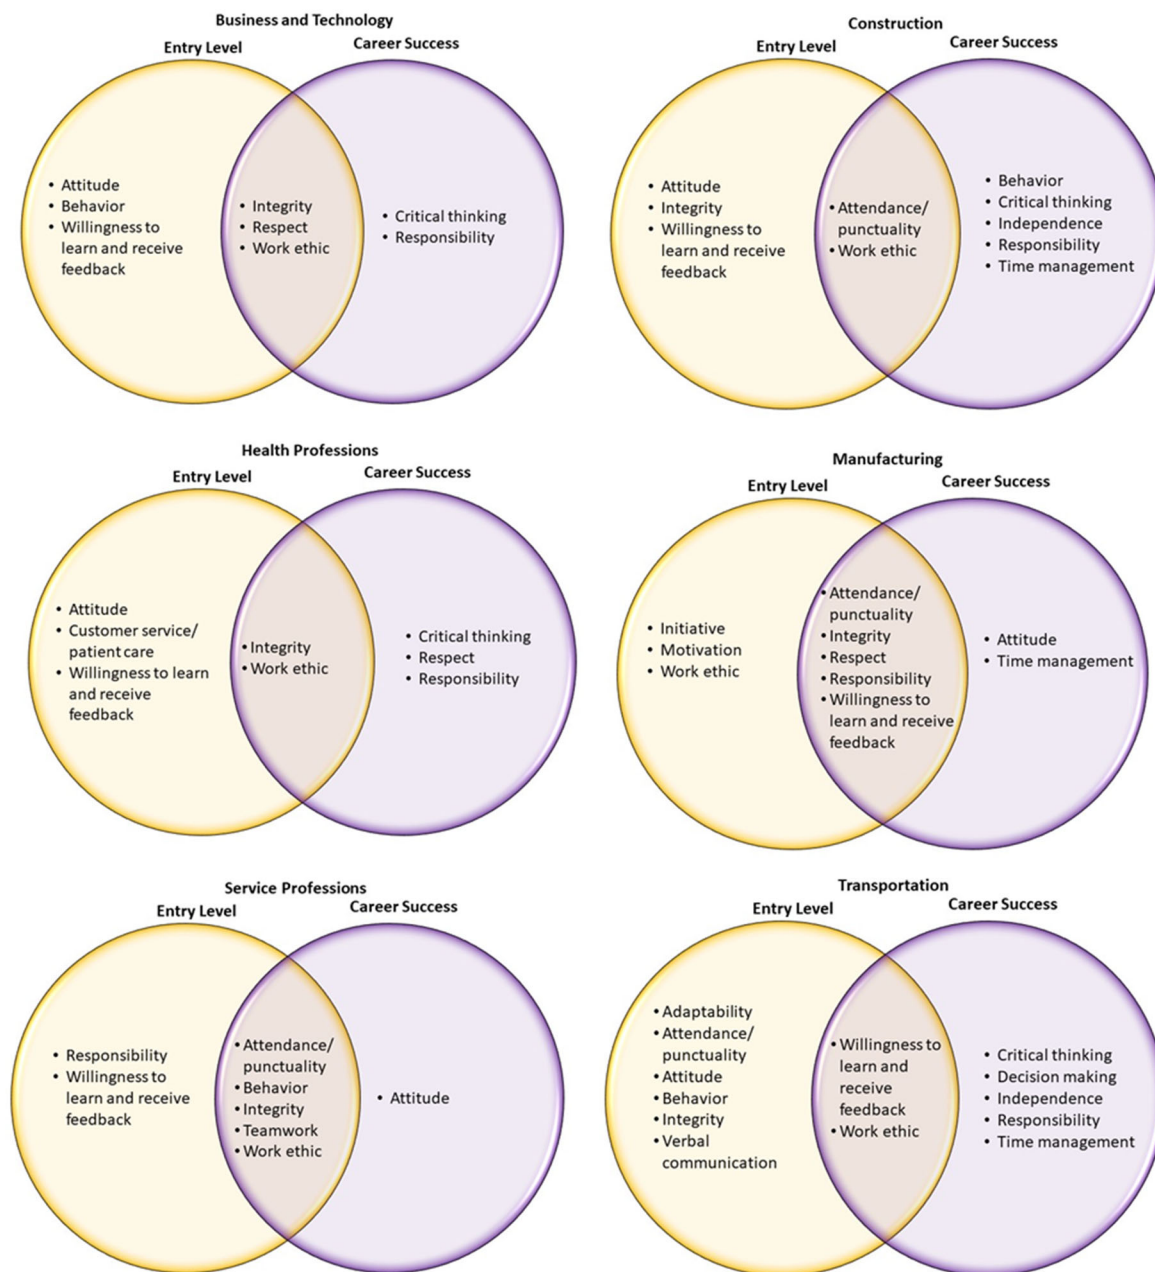 Business and Technology
Entry Level
Career Success
• Attitude
• Behavior
• Willingness to
learn and receive
feedback
• Integrity
• Respect
• Work ethic
• Critical thinking
• Responsibility
Construction
Entry Level
Career Success
• Attitude
• Integrity
• Willingness to
learn and receive
feedback
• Attendance/
punctuality
• Work ethic
• Behavior
• Critical thinking
• Independence
• Responsibility
• Time management
Health Professions
Entry Level
Career Success
• Attitude
• Customer service/
patient care
• Willingness to learn
and receive
feedback
• Integrity
• Work ethic
• Critical thinking
• Respect
• Responsibility
Manufacturing
Entry Level
Career Success
• Initiative
• Motivation
• Work ethic
• Attendance/
punctuality
• Integrity
• Respect
• Responsibility
• Willingness to
learn and receive
feedback
• Attitude
• Time management
Service Professions
Entry Level
Career Success
• Responsibility
• Willingness to
learn and receive
feedback
• Attendance/
punctuality
• Behavior
• Integrity
• Teamwork
• Work ethic
• Attitude
Transportation
Entry Level
Career Success
• Adaptability
• Attendance/
punctuality
• Attitude
• Behavior
• Integrity
• Verbal
communication
• Willingness to
learn and
receive
feedback
• Work ethic
• Critical thinking
• Decision making
• Independence
• Responsibility
• Time management